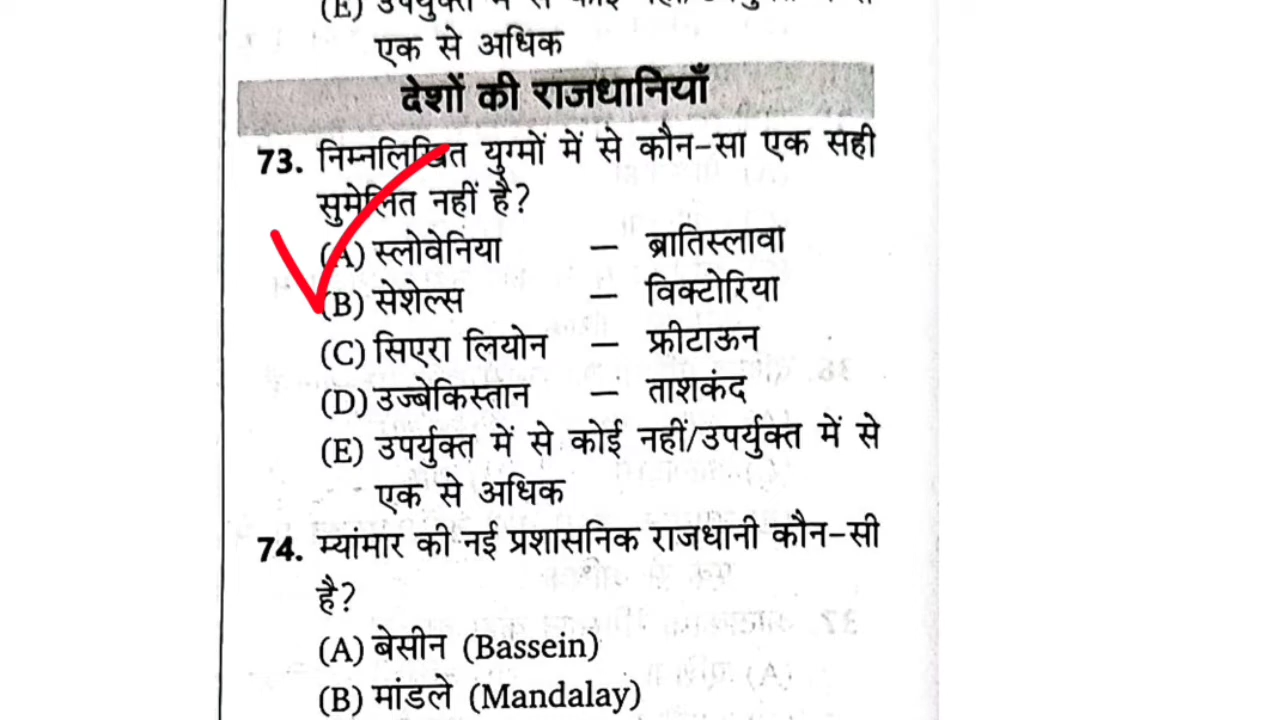 एक से अधिक
देशों की राजधानियाँ
73. निम्नलिखित युग्मों में से कौन-सा एक सही
सुमेलित नहीं है?
(A) स्लोवेनिया – ब्रातिस्लावा
(B) सेशेल्स – विक्टोरिया
(C) सिएरा लियोन – फ्रीटाऊन
(D) उज्बेकिस्तान – ताशकंद
(E) उपर्युक्त में से कोई नहीं/उपर्युक्त में से
एक से अधिक
74. म्यांमार की नई प्रशासनिक राजधानी कौन-सी
है?
(A) बेसीन (Bassein)
(B) मांडले (Mandalay)